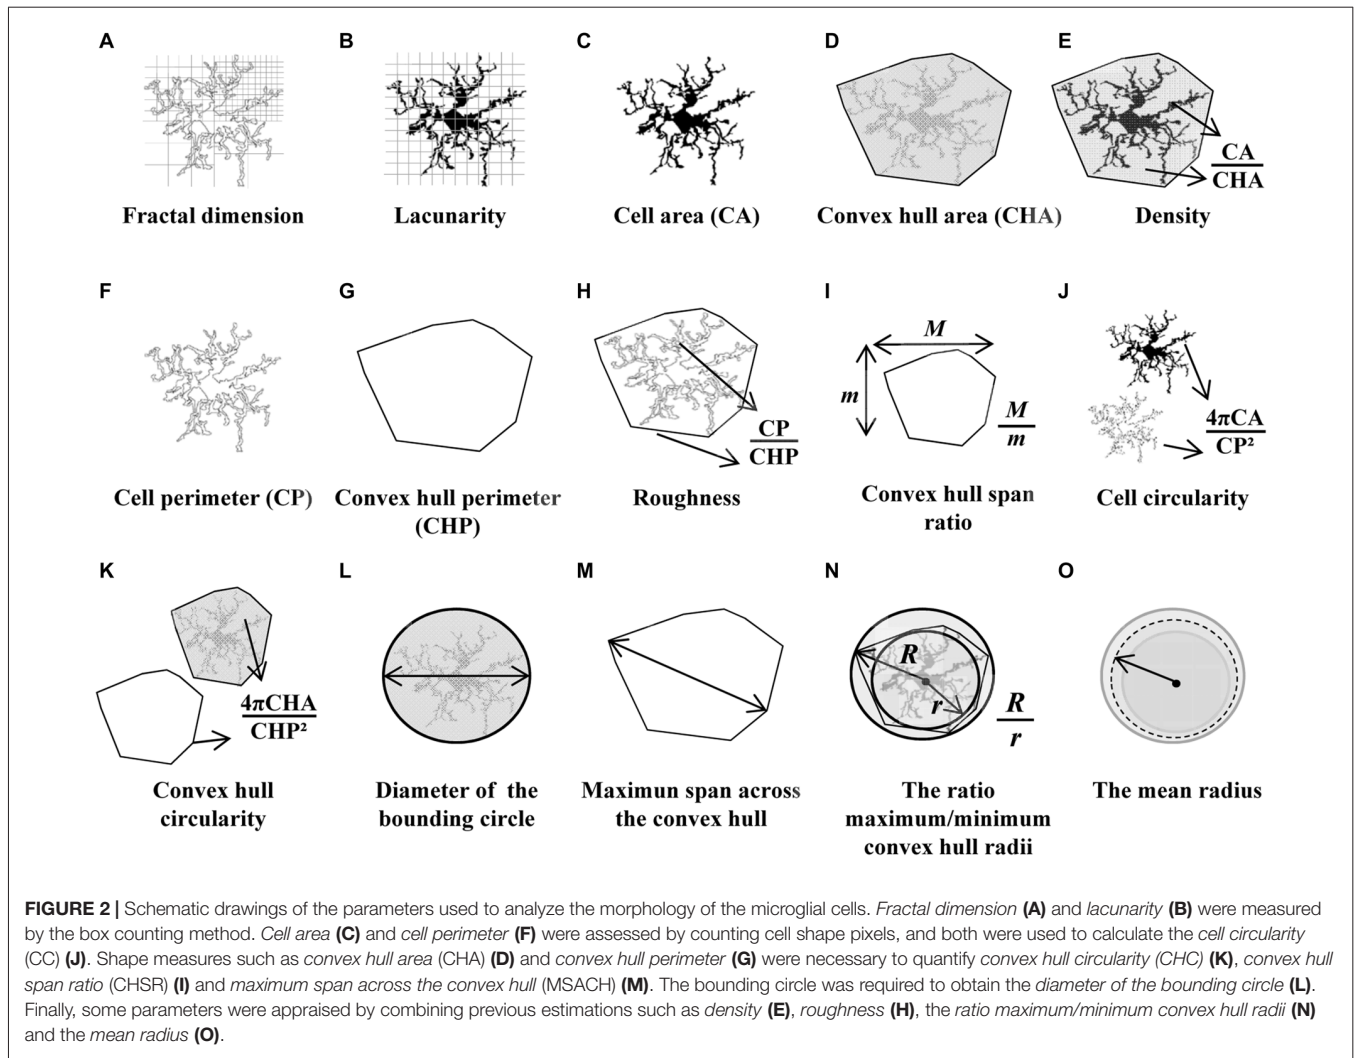 A
B
C
D
E
CA
CHA
Fractal dimension
Lacunarity
Cell area (CA)
Convex hull area (CHA)
Density
F
G
H
I
J
M
m
CP
CHP
M
m
4πCA
CP²
Cell perimeter (CP)
Convex hull perimeter
(CHP)
Roughness
Convex hull span
ratio
Cell circularity
K
L
M
N
O
4πCHA
CHP²
R
r
R
r
Convex hull
circularity
Diameter of the
bounding circle
Maximun span across
the convex hull
The ratio
maximum/minimum
convex hull radii
The mean radius
FIGURE 2 | Schematic drawings of the parameters used to analyze the morphology of the microglial cells. Fractal dimension (A) and lacunarity (B) were measured
by the box counting method. Cell area (C) and cell perimeter (F) were assessed by counting cell shape pixels, and both were used to calculate the cell circularity
(CC) (J). Shape measures such as convex hull area (CHA) (D) and convex hull perimeter (G) were necessary to quantify convex hull circularity (CHC) (K), convex hull
span ratio (CHSR) (I) and maximum span across the convex hull (MSACH) (M). The bounding circle was required to obtain the diameter of the bounding circle (L).
Finally, some parameters were appraised by combining previous estimations such as density (E), roughness (H), the ratio maximum/minimum convex hull radii (N)
and the mean radius (O).